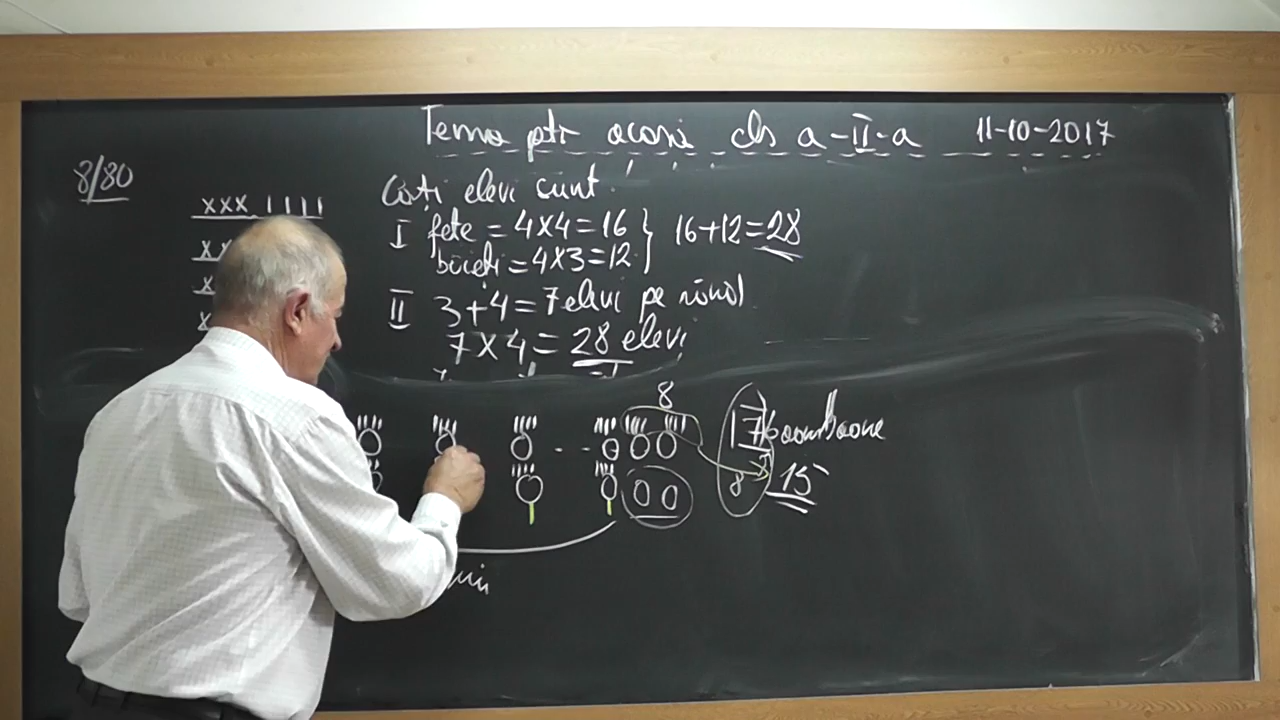 Tema ptr acasă cls a-II-a 11-10-2017
8/80
xxx | | | |
Câți elevi sunt
I fete = 4x4=16 } 16+12=28
băieți=4x3=12
II 3+4=7 elevi pe rând
7x4= 28 elevi
8
17 bomboane
8 15